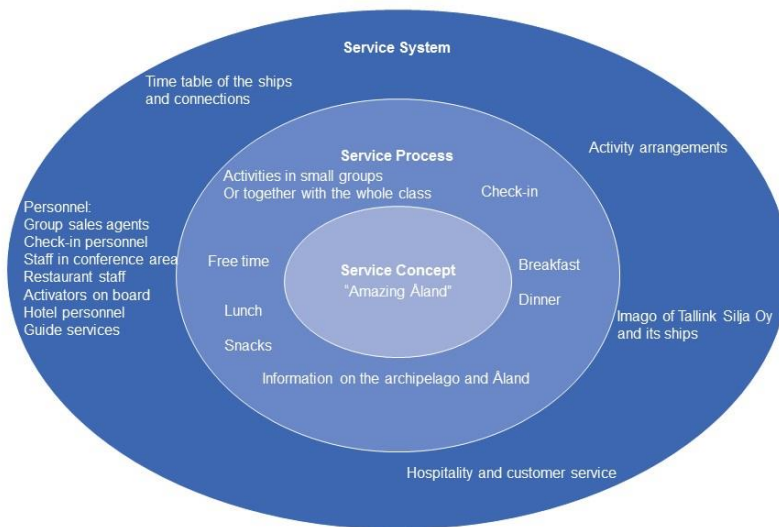 Service System
Time table of the ships
and connections
Activity arrangements
Service Process
Activities in small groups
Or together with the whole class
Check-in
Personnel:
Group sales agents
Check-in personnel
Staff in conference area
Restaurant staff
Activators on board
Hotel personnel
Guide services
Free time
Lunch
Snacks
Service Concept
"Amazing Åland"
Breakfast
Dinner
Imago of Tallink Silja Oy
and its ships
Information on the archipelago and Åland
Hospitality and customer service